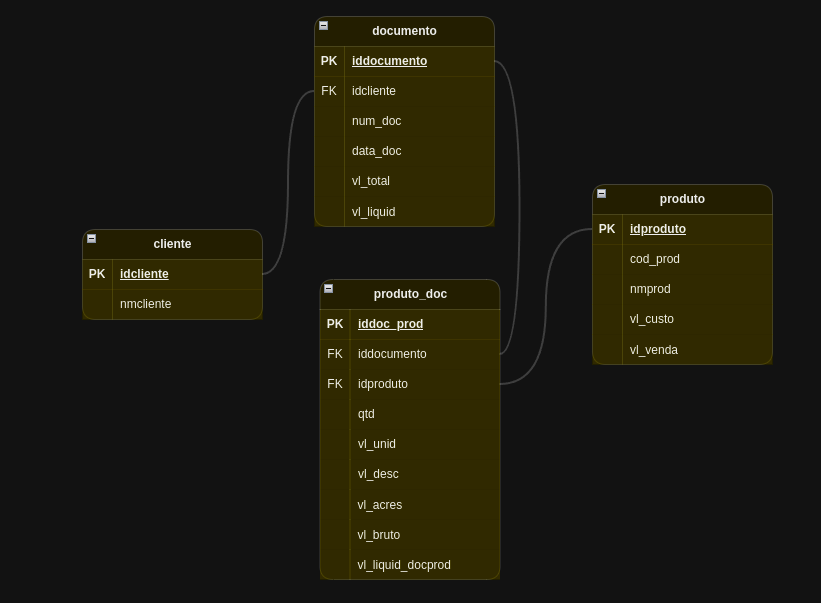 documento
PK iddocumento
FK idcliente
num_doc
data_doc
vl_total
vl_liquid
cliente
PK idcliente
nmcliente
produto_doc
PK iddoc_prod
FK iddocumento
FK idproduto
qtd
vl_unid
vl_desc
vl_acres
vl_bruto
vl_liquid_docprod
produto
PK idproduto
cod_prod
nmprod
vl_custo
vl_venda